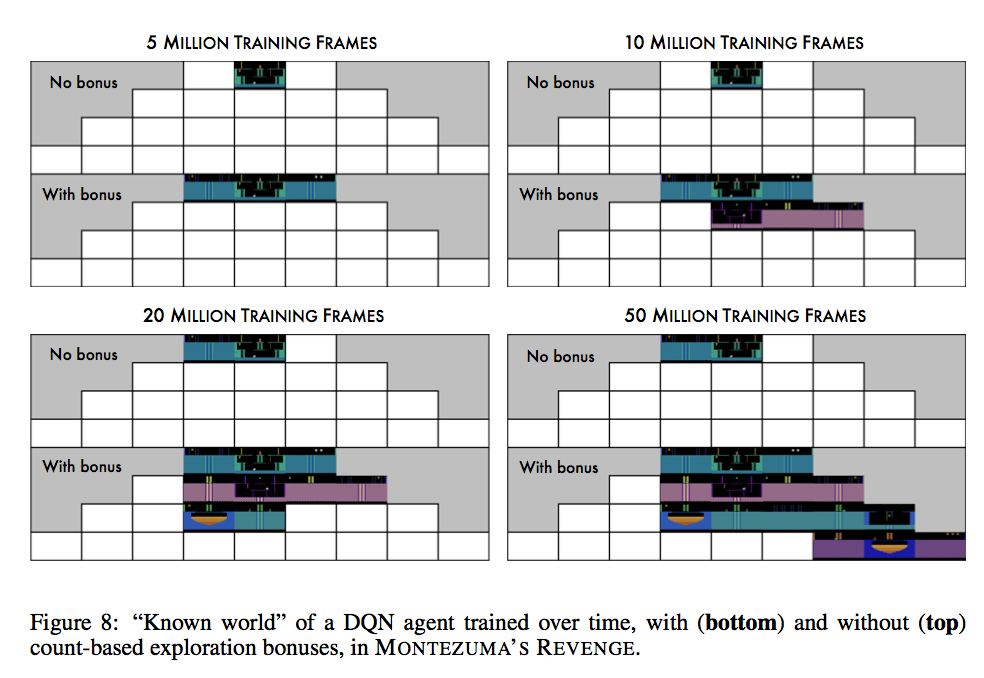 5 MILLION TRAINING FRAMES
10 MILLION TRAINING FRAMES
No bonus
No bonus
With bonus
With bonus
20 MILLION TRAINING FRAMES
50 MILLION TRAINING FRAMES
No bonus
No bonus
With bonus
With bonus
Figure 8: “Known world” of a DQN agent trained over time, with (bottom) and without (top)
count-based exploration bonuses, in MONTEZUMA’S REVENGE.